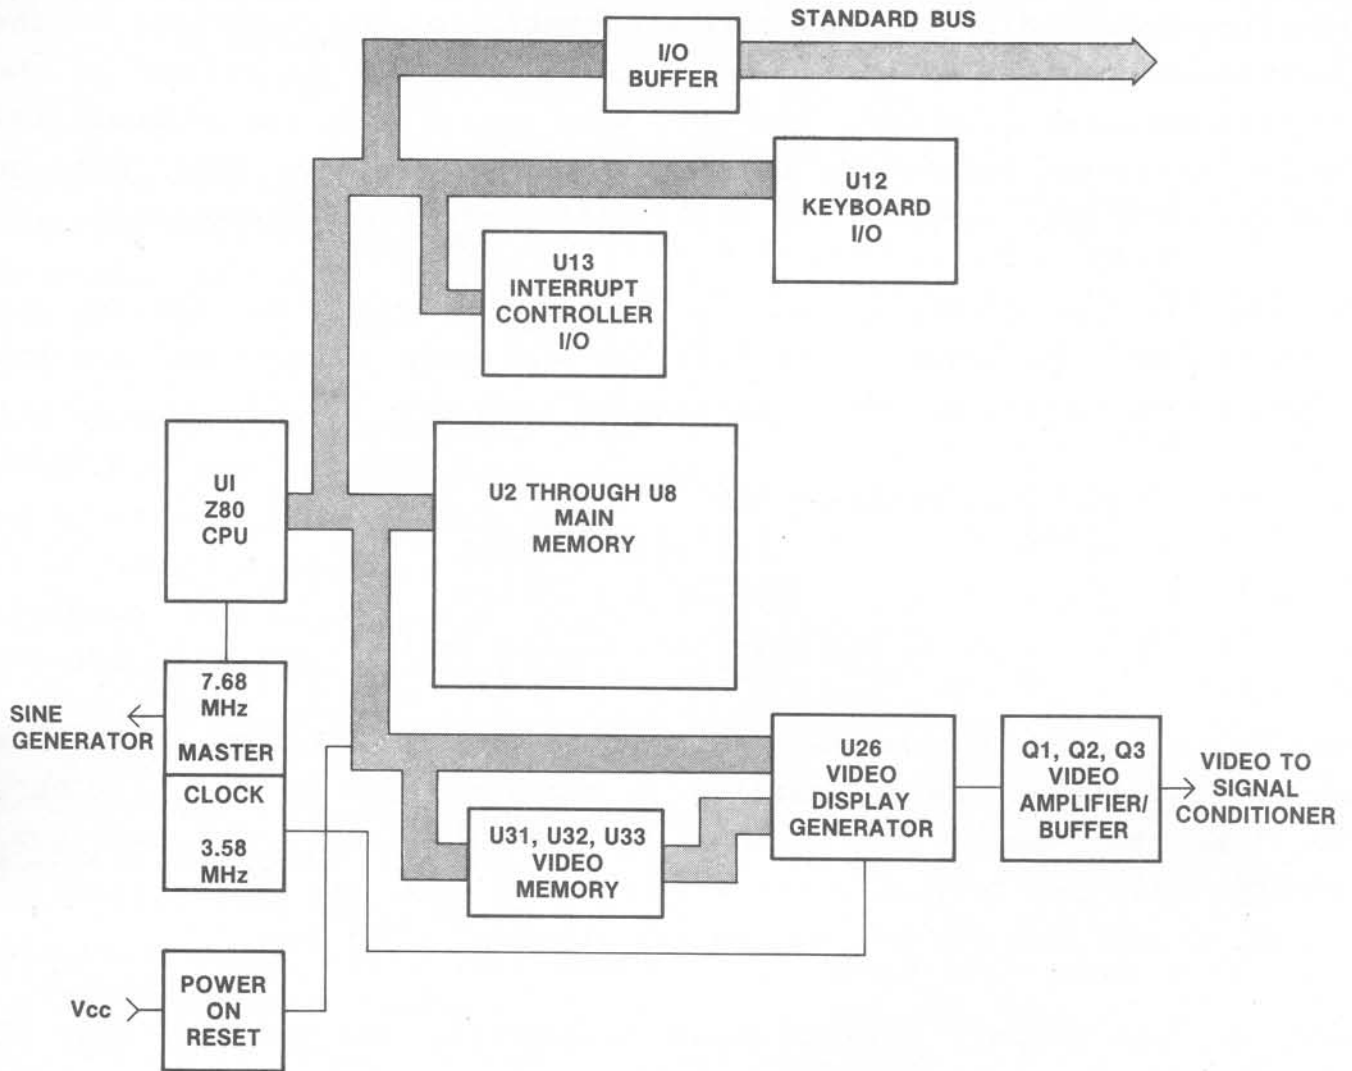 STANDARD BUS
I/O
BUFFER
U12
KEYBOARD
I/O
U13
INTERRUPT
CONTROLLER
I/O
UI
Z80
CPU
U2 THROUGH U8
MAIN
MEMORY
7.68
MHz
MASTER
CLOCK
3.58
MHz
SINE
GENERATOR
U26
VIDEO
DISPLAY
GENERATOR
Q1, Q2, Q3
VIDEO
AMPLIFIER/
BUFFER
VIDEO TO
SIGNAL
CONDITIONER
U31, U32, U33
VIDEO
MEMORY
Vcc
POWER
ON
RESET